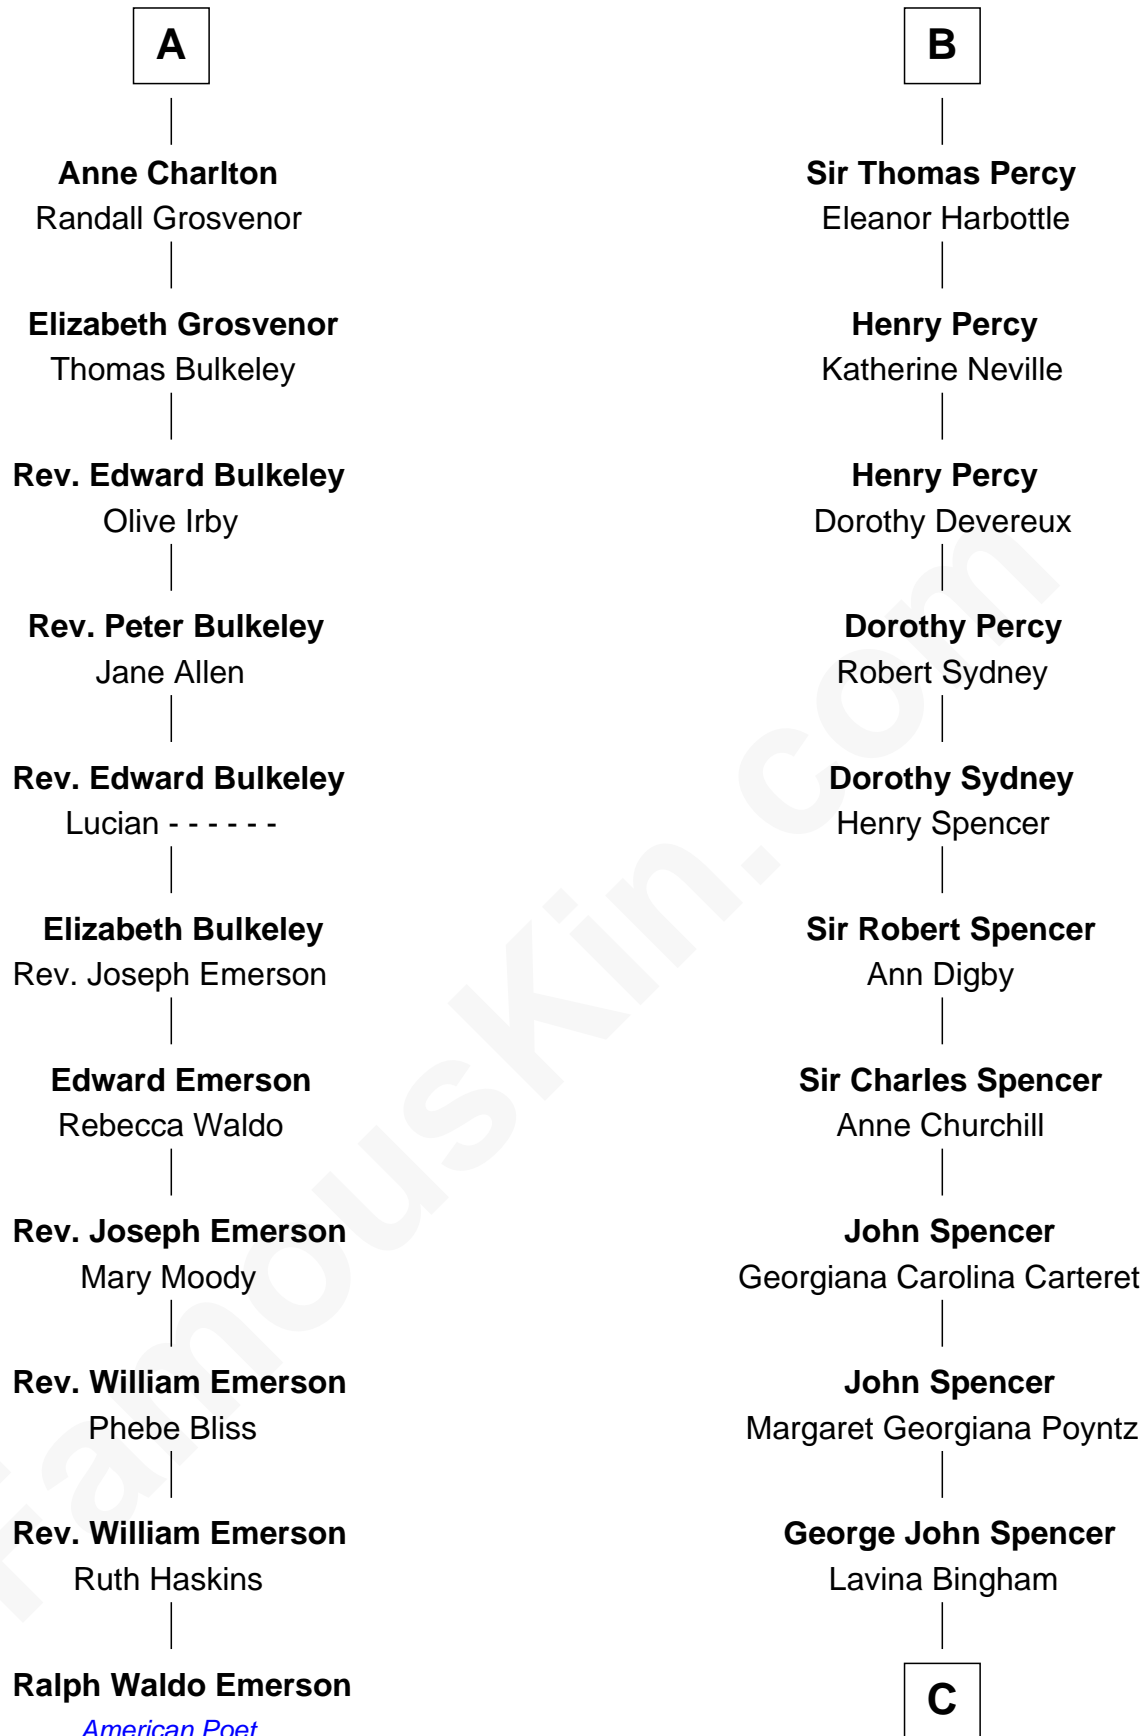 A
Anne Charlton
Randall Grosvenor
Elizabeth Grosvenor
Thomas Bulkeley
Rev. Edward Bulkeley
Olive Irby
Rev. Peter Bulkeley
Jane Allen
Rev. Edward Bulkeley
Lucian - - - - - -
Elizabeth Bulkeley
Rev. Joseph Emerson
Edward Emerson
Rebecca Waldo
Rev. Joseph Emerson
Mary Moody
Rev. William Emerson
Phebe Bliss
Rev. William Emerson
Ruth Haskins
Ralph Waldo Emerson
American Poet
B
Sir Thomas Percy
Eleanor Harbottle
Henry Percy
Katherine Neville
Henry Percy
Dorothy Devereux
Dorothy Percy
Robert Sydney
Dorothy Sydney
Henry Spencer
Sir Robert Spencer
Ann Digby
Sir Charles Spencer
Anne Churchill
John Spencer
Georgiana Carolina Carteret
John Spencer
Margaret Georgiana Poyntz
George John Spencer
Lavina Bingham
C
FamousKin.com